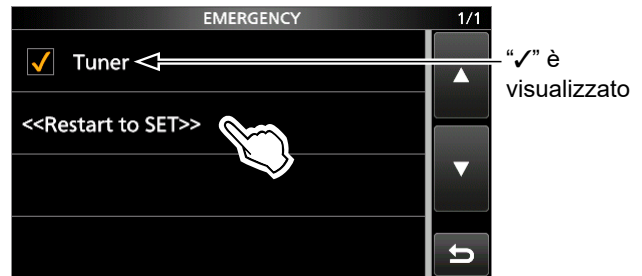 EMERGENCY 1/1
✓ Tuner
<<Restart to SET>>
“✓” è
visualizzato